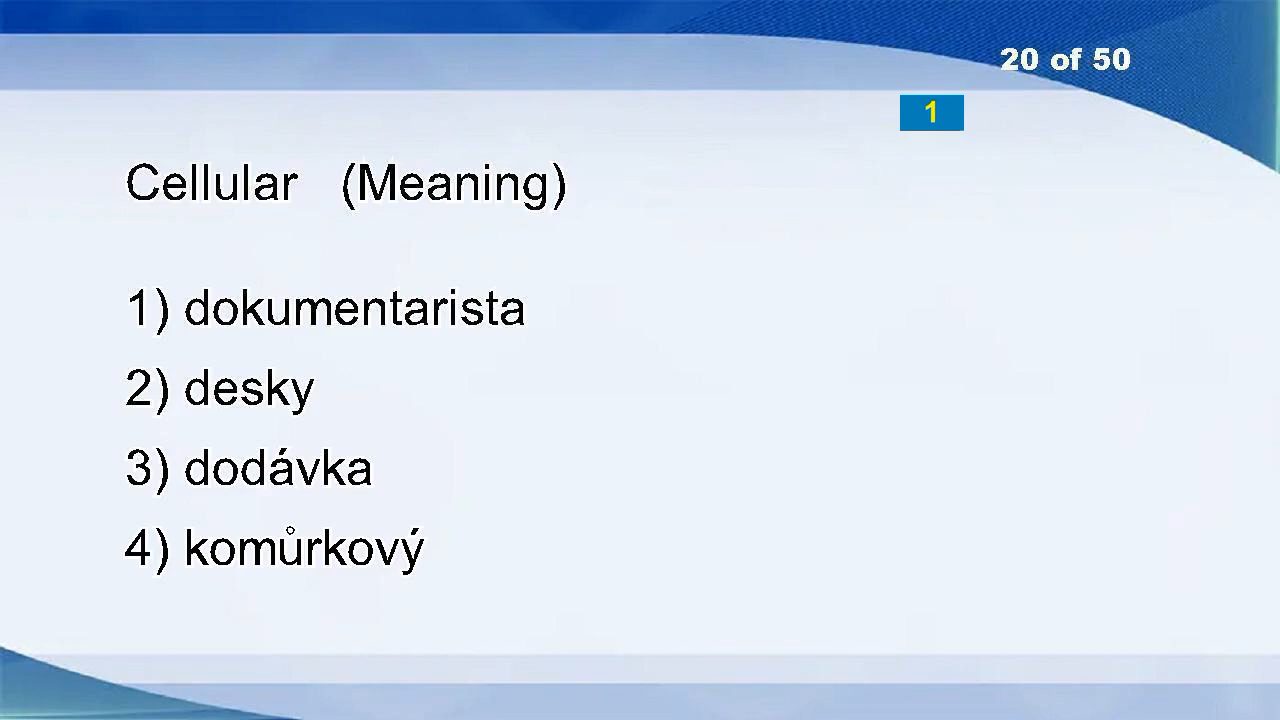 20 of 50
1
Cellular (Meaning)
1) dokumentarista
2) desky
3) dodávka
4) komůrkový